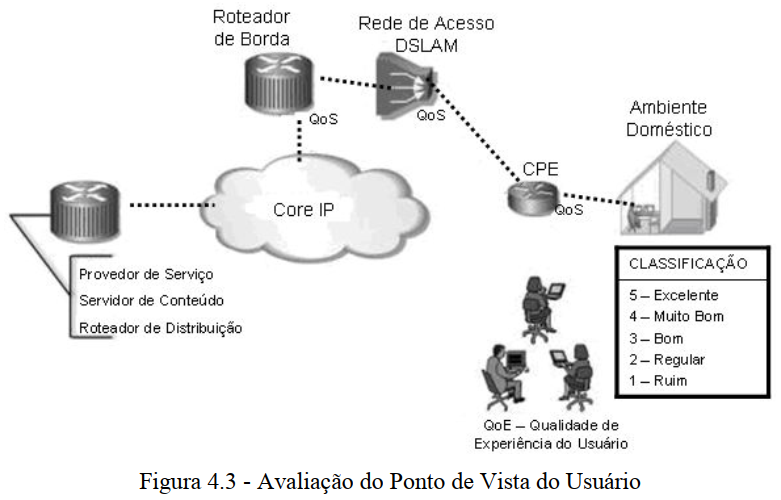 Roteador
de Borda
Rede de Acesso
DSLAM
QoS
QoS
Ambiente
Doméstico
CPE
QoS
Core IP
Provedor de Serviço
Servidor de Conteúdo
Roteador de Distribuição
CLASSIFICAÇÃO
5 – Excelente
4 – Muito Bom
3 – Bom
2 – Regular
1 – Ruim
QoE – Qualidade de
Experiência do Usuário
Figura 4.3 - Avaliação do Ponto de Vista do Usuário